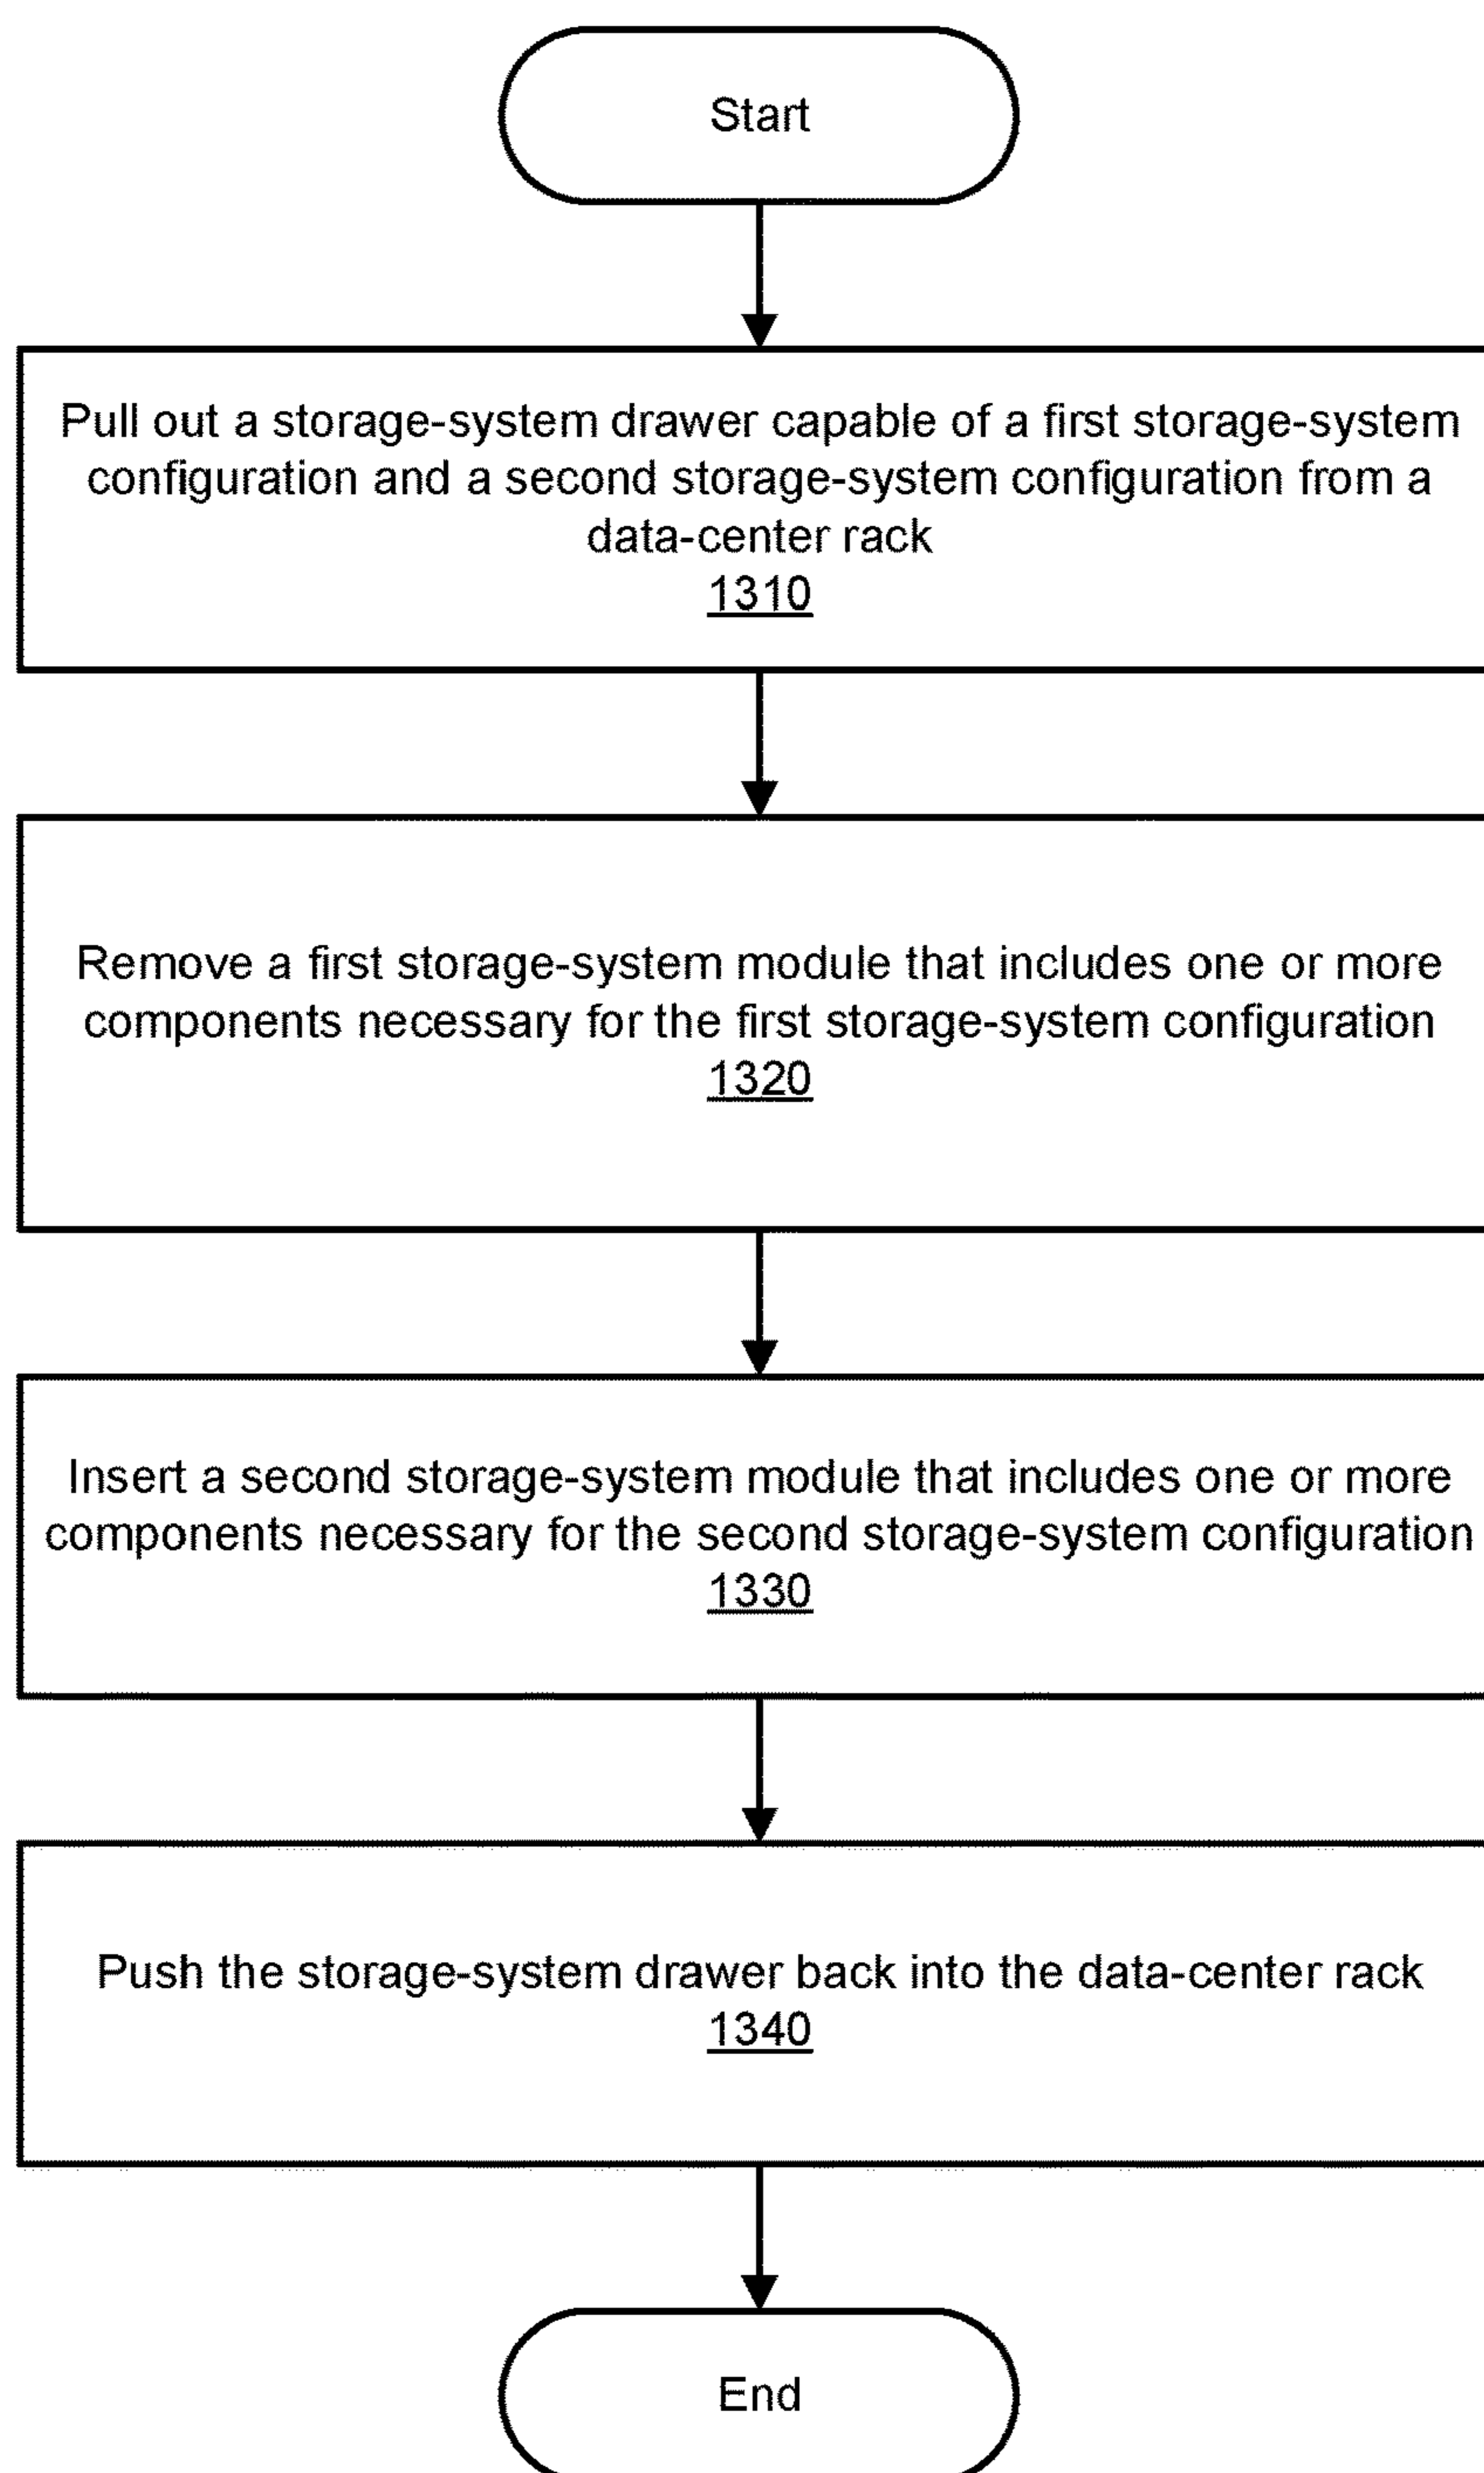 Start
Pull out a storage-system drawer capable of a first storage-system
configuration and a second storage-system configuration from a
data-center rack
1310
Remove a first storage-system module that includes one or more
components necessary for the first storage-system configuration
1320
Insert a second storage-system module that includes one or more
components necessary for the second storage-system configuration
1330
Push the storage-system drawer back into the data-center rack
1340
End